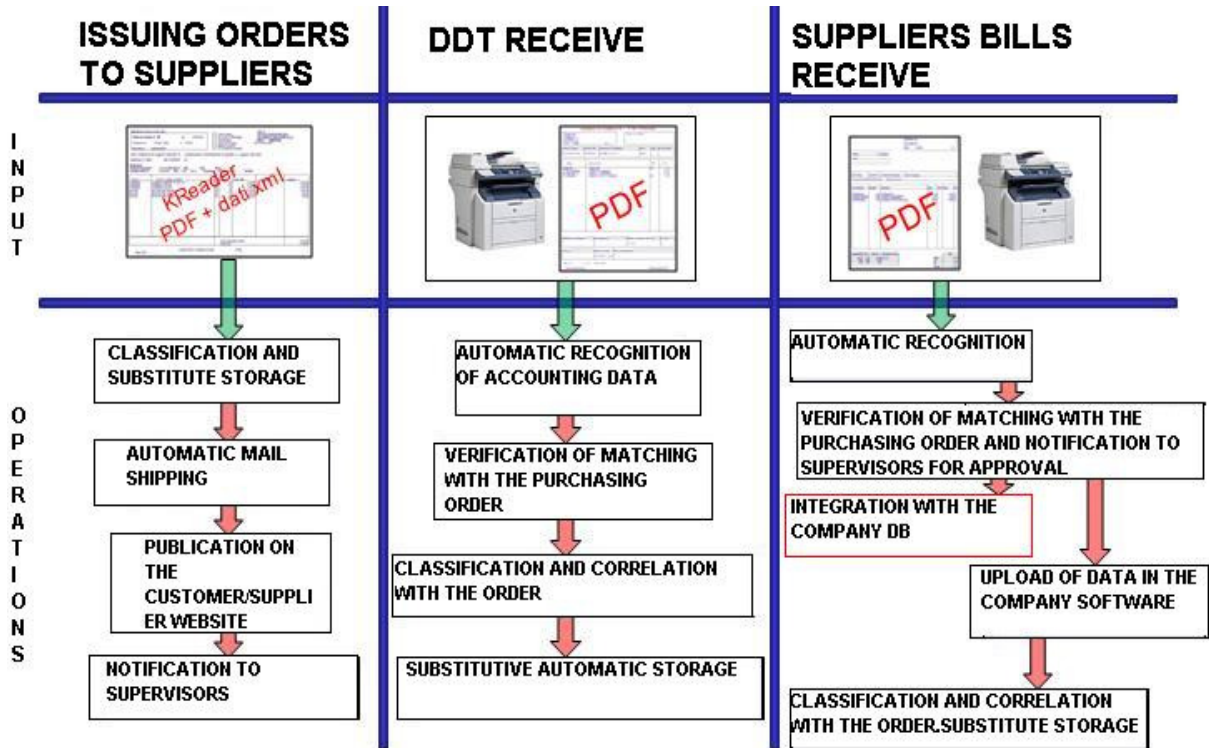 ISSUING ORDERS
TO SUPPLIERS
DDT RECEIVE
SUPPLIERS BILLS
RECEIVE
INPUT
KReader
PDF + dati xml
PDF
PDF
OPERATIONS
CLASSIFICATION AND
SUBSTITUTE STORAGE
AUTOMATIC MAIL
SHIPPING
PUBLICATION ON
THE
CUSTOMER/SUPPLI
ER WEBSITE
NOTIFICATION TO
SUPERVISORS
AUTOMATIC RECOGNITION
OF ACCOUNTING DATA
VERIFICATION OF MATCHING
WITH THE PURCHASING
ORDER
CLASSIFICATION AND CORRELATION
WITH THE ORDER
SUBSTITUTIVE AUTOMATIC STORAGE
AUTOMATIC RECOGNITION
VERIFICATION OF MATCHING WITH THE
PURCHASING ORDER AND NOTIFICATION TO
SUPERVISORS FOR APPROVAL
INTEGRATION WITH THE
COMPANY DB
UPLOAD OF DATA IN THE
COMPANY SOFTWARE
CLASSIFICATION AND CORRELATION
WITH THE ORDER.SUBSTITUTE STORAGE